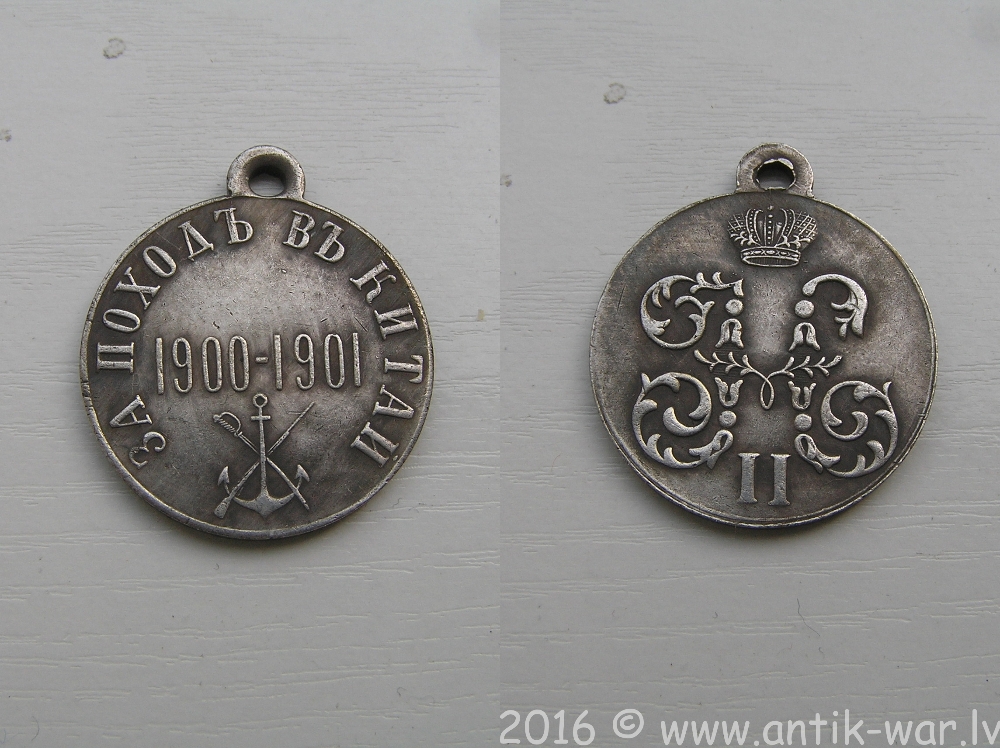 ЗА ПОХОДЪ ВЪ КИТАЙ
1900-1901
II
2016 © www.antik-war.lv